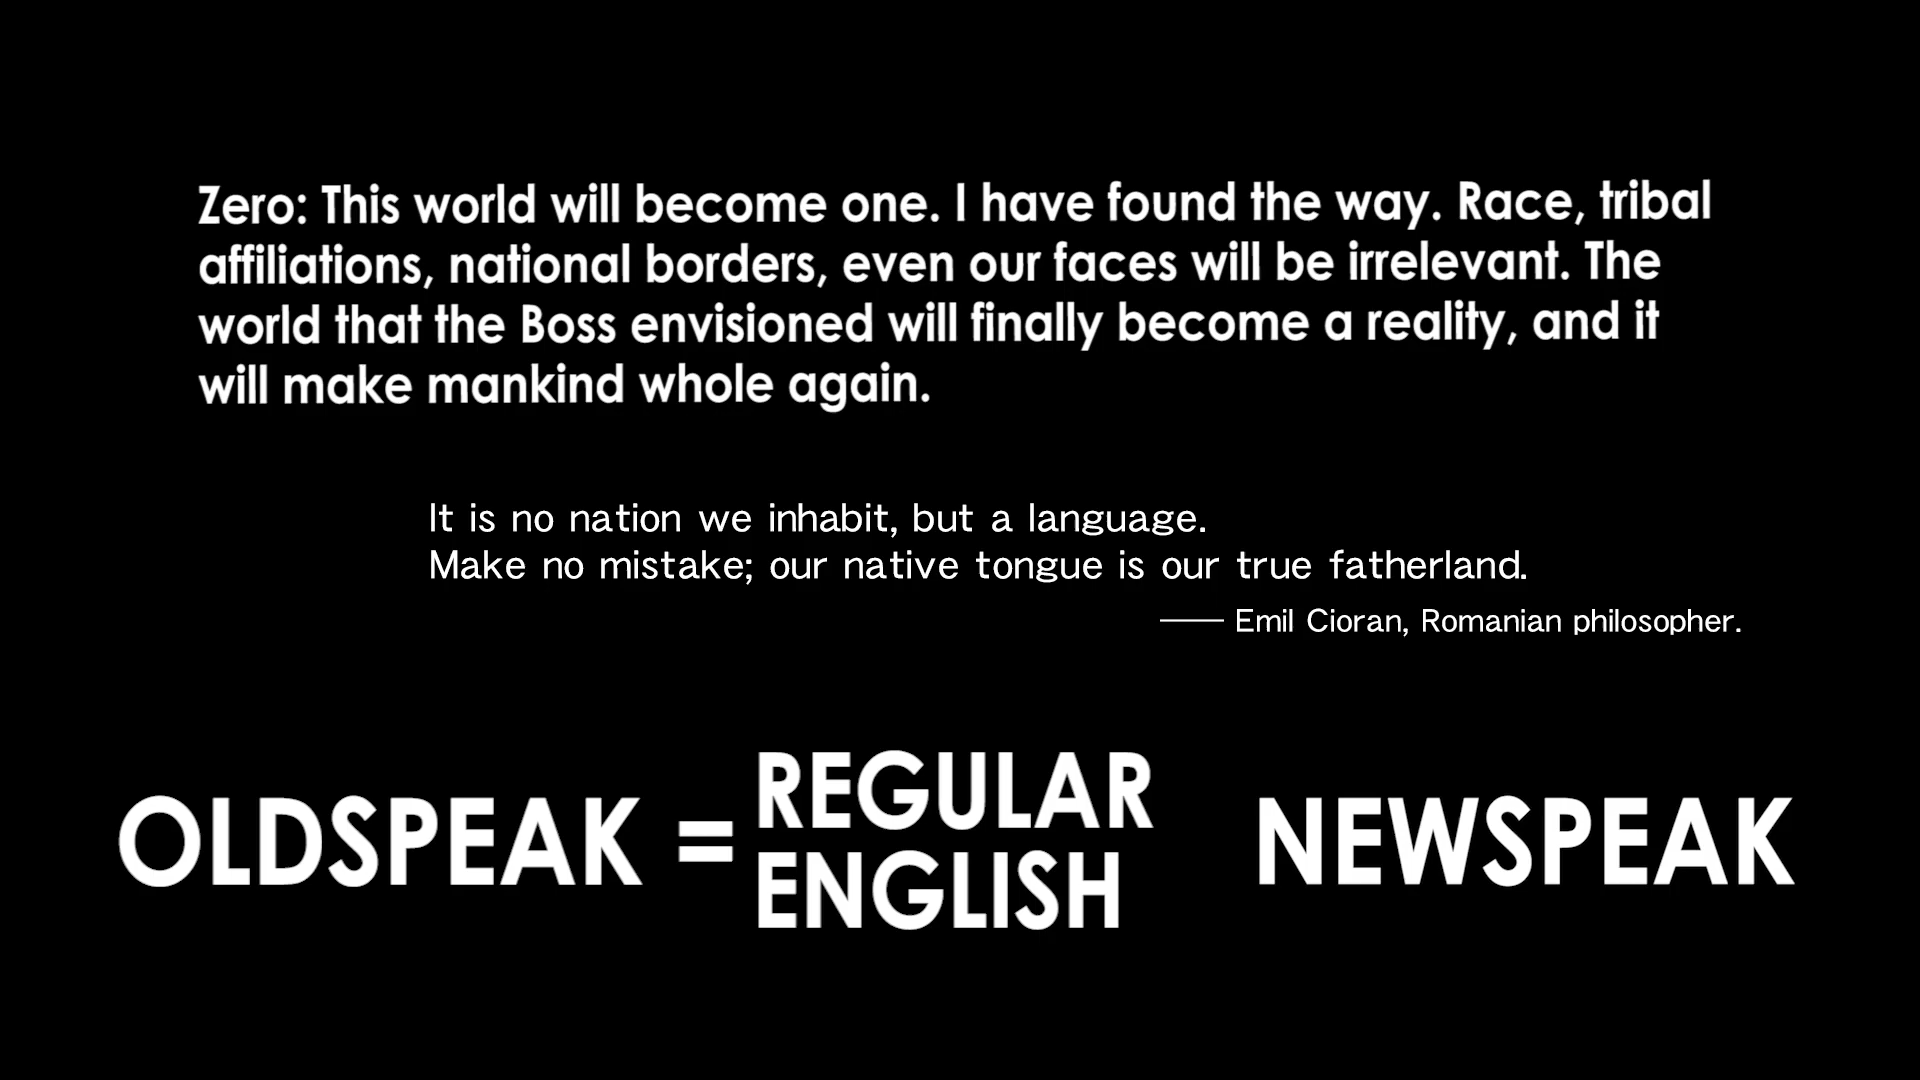 Zero: This world will become one. I have found the way. Race, tribal
affiliations, national borders, even our faces will be irrelevant. The
world that the Boss envisioned will finally become a reality, and it
will make mankind whole again.
It is no nation we inhabit, but a language.
Make no mistake; our native tongue is our true fatherland.
—— Emil Cioran, Romanian philosopher.
OLDSPEAK = REGULAR
ENGLISH
NEWSPEAK